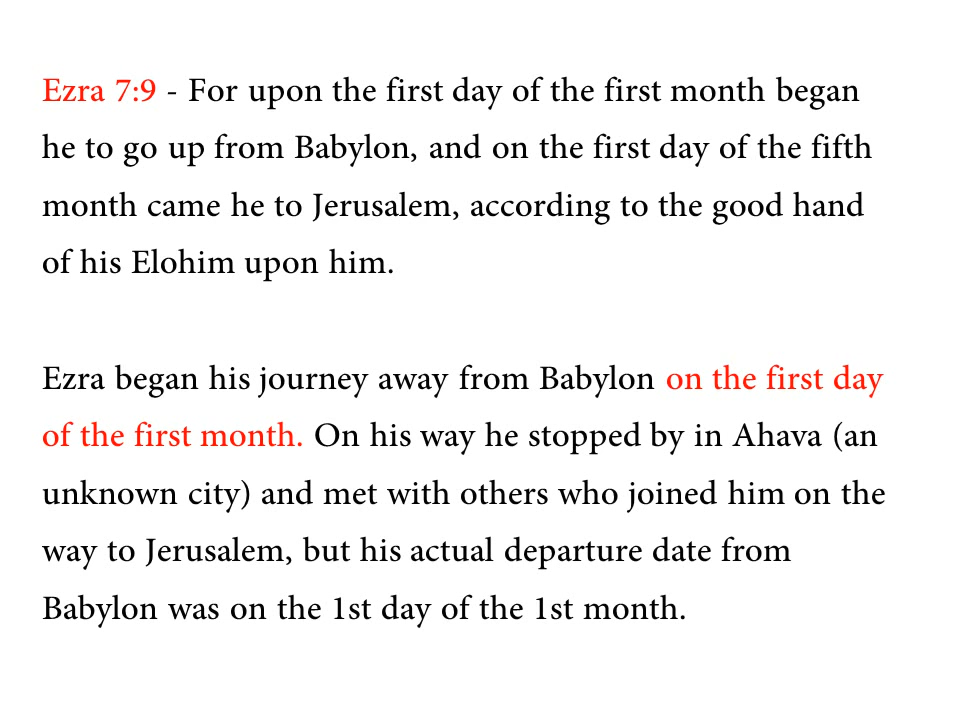 Ezra 7:9 - For upon the first day of the first month began
he to go up from Babylon, and on the first day of the fifth
month came he to Jerusalem, according to the good hand
of his Elohim upon him.
Ezra began his journey away from Babylon on the first day
of the first month. On his way he stopped by in Ahava (an
unknown city) and met with others who joined him on the
way to Jerusalem, but his actual departure date from
Babylon was on the 1st day of the 1st month.